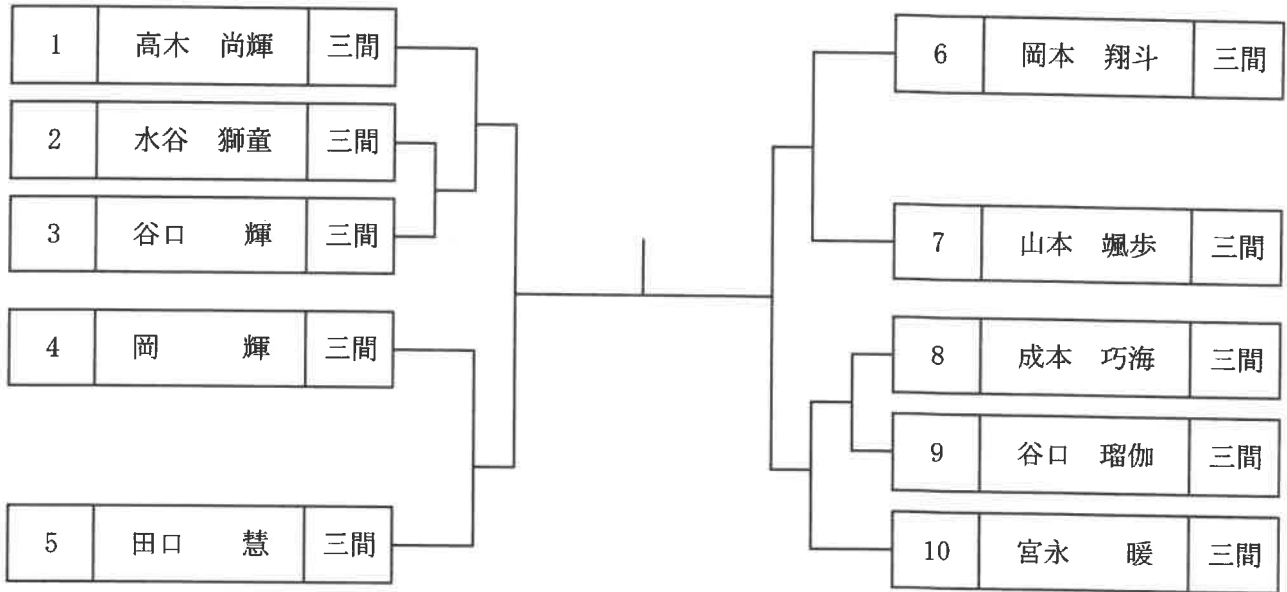 1 高木 尚輝 三間
2 水谷 獅童 三間
3 谷口 輝 三間
4 岡 輝 三間
5 田口 慧 三間
6 岡本 翔斗 三間
7 山本 颯歩 三間
8 成本 巧海 三間
9 谷口 瑠伽 三間
10 宮永 暖 三間